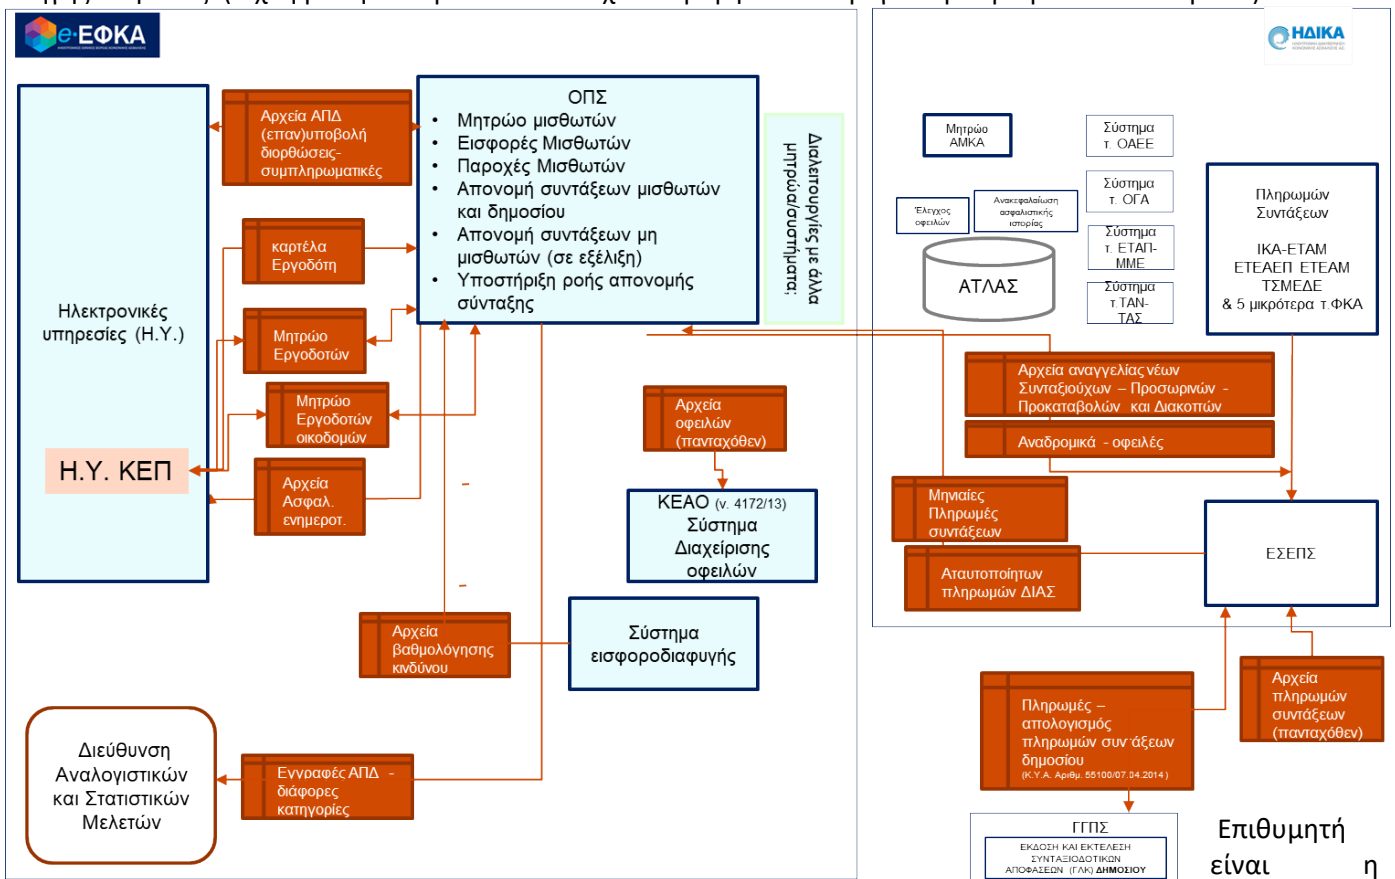 e-ΕΦΚΑ
ΗΔΙΚΑ
Ηλεκτρονικές
υπηρεσίες (Η.Υ.)
Η.Υ. ΚΕΠ
Αρχεία ΑΠΔ
(επαν)υποβολή
διορθώσεις-
συμπληρωματικές
καρτέλα
Εργοδότη
Μητρώο
Εργοδοτών
Μητρώο
Εργοδοτών
οικοδομών
Αρχεία
Ασφαλ.
ενημεροτ.
ΟΠΣ
• Μητρώο μισθωτών
• Εισφορές Μισθωτών
• Παροχές Μισθωτών
• Απονομή συντάξεων μισθωτών
και δημοσίου
• Απονομή συντάξεων μη
μισθωτών (σε εξέλιξη)
• Υποστήριξη ροής απονομής
σύνταξης
Διαλειτουργίες με άλλα
μητρώα/συστήματα;
Αρχεία
οφειλών
(πανταχόθεν)
ΚΕΑΟ (ν. 4172/13)
Σύστημα
Διαχείρισης
οφειλών
Αρχεία
βαθμολόγησης
κινδύνου
Σύστημα
εισφοροδιαφυγής
Διεύθυνση
Αναλογιστικών
και Στατιστικών
Μελετών
Εγγραφές ΑΠΔ -
διάφορες
κατηγορίες
Μητρώο
ΑΜΚΑ
Έλεγχος
οφειλών
Ανακεφαλαίωση
ασφαλιστικής
ιστορίας
ΑΤΛΑΣ
Σύστημα
τ. ΟΑΕΕ
Σύστημα
τ. ΟΓΑ
Σύστημα
τ. ΕΤΑΠ-
ΜΜΕ
Σύστημα
τ.ΤΑΝ-
ΤΑΣ
Πληρωμών
Συντάξεων
ΙΚΑ-ΕΤΑΜ
ΕΤΕΑΕΠ ΕΤΕΑΜ
ΤΣΜΕΔΕ
& 5 μικρότερα τ.ΦΚΑ
Αρχεία αναγγελίας νέων
Συνταξιούχων – Προσωρινών -
Προκαταβολών και Διακοπών
Αναδρομικά - οφειλές
Μηνιαίες
Πληρωμές
συντάξεων
Αταυτοποίητων
πληρωμών ΔΙΑΣ
ΕΣΕΠΣ
Πληρωμές –
απολογισμός
πληρωμών συντάξεων
δημοσίου
(Κ.Υ.Α. Αριθμ. 55100/07.04.2014 )
Αρχεία
πληρωμών
συντάξεων
(πανταχόθεν)
ΓΓΠΣ
ΕΚΔΟΣΗ ΚΑΙ ΕΚΤΕΛΕΣΗ
ΣΥΝΤΑΞΙΟΔΟΤΙΚΩΝ
ΑΠΟΦΑΣΕΩΝ (ΓΛΚ) ΔΗΜΟΣΙΟΥ
Επιθυμητή
είναι η